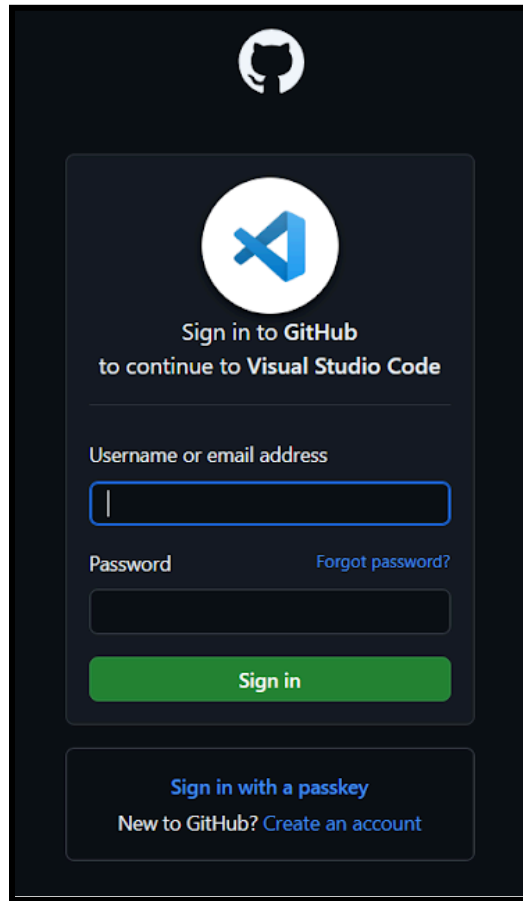 Sign in to GitHub
to continue to Visual Studio Code
Username or email address
Password Forgot password?
Sign in
Sign in with a passkey
New to GitHub? Create an account